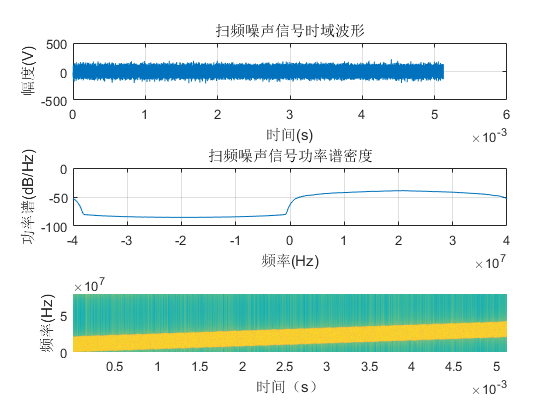 扫频噪声信号时域波形
500
0
-500
幅度(V)
0 1 2 3 4 5 6
时间(s)
×10-3
扫频噪声信号功率谱密度
0
-50
-100
功率谱(dB/Hz)
-4 -3 -2 -1 0 1 2 3 4
频率(Hz)
×107
×107
5
0
频率(Hz)
0.5 1 1.5 2 2.5 3 3.5 4 4.5 5
时间（s）
×10-3